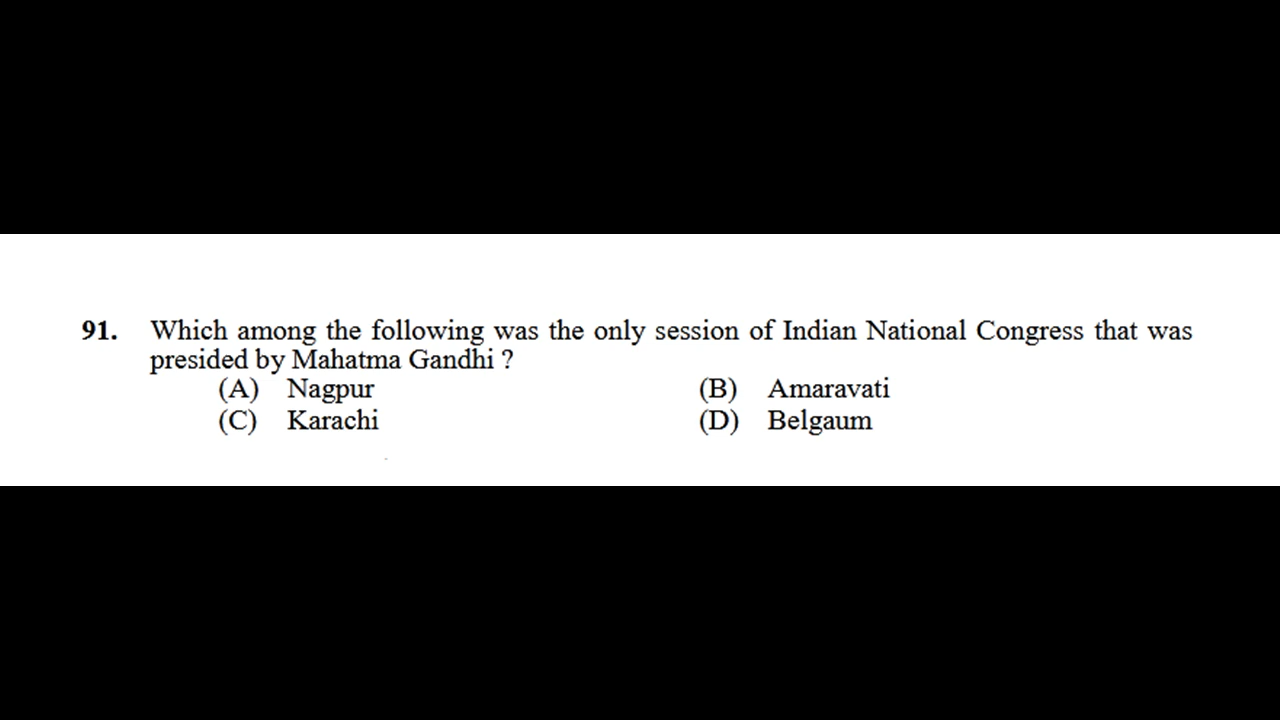 91. Which among the following was the only session of Indian National Congress that was
presided by Mahatma Gandhi ?
(A) Nagpur (B) Amaravati
(C) Karachi (D) Belgaum